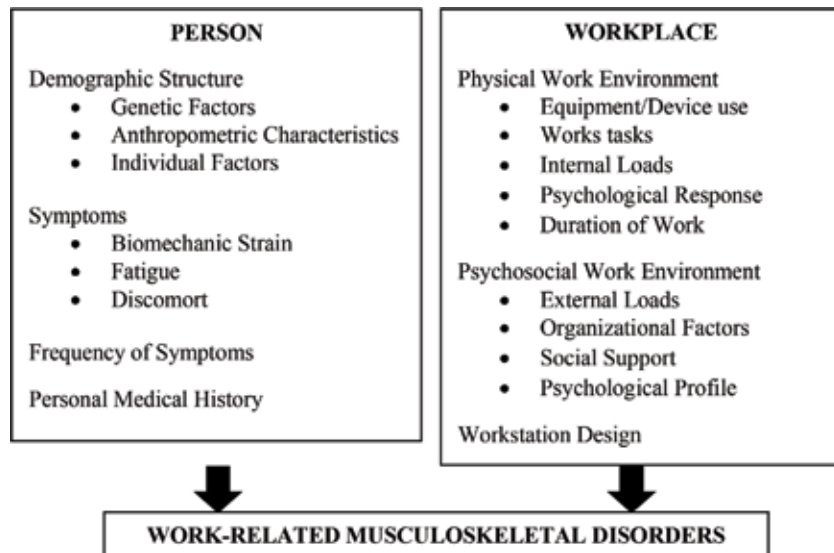 PERSON
Demographic Structure
• Genetic Factors
• Anthropometric Characteristics
• Individual Factors
Symptoms
• Biomechanic Strain
• Fatigue
• Discomort
Frequency of Symptoms
Personal Medical History
WORKPLACE
Physical Work Environment
• Equipment/Device use
• Works tasks
• Internal Loads
• Psychological Response
• Duration of Work
Psychosocial Work Environment
• External Loads
• Organizational Factors
• Social Support
• Psychological Profile
Workstation Design
WORK-RELATED MUSCULOSKELETAL DISORDERS